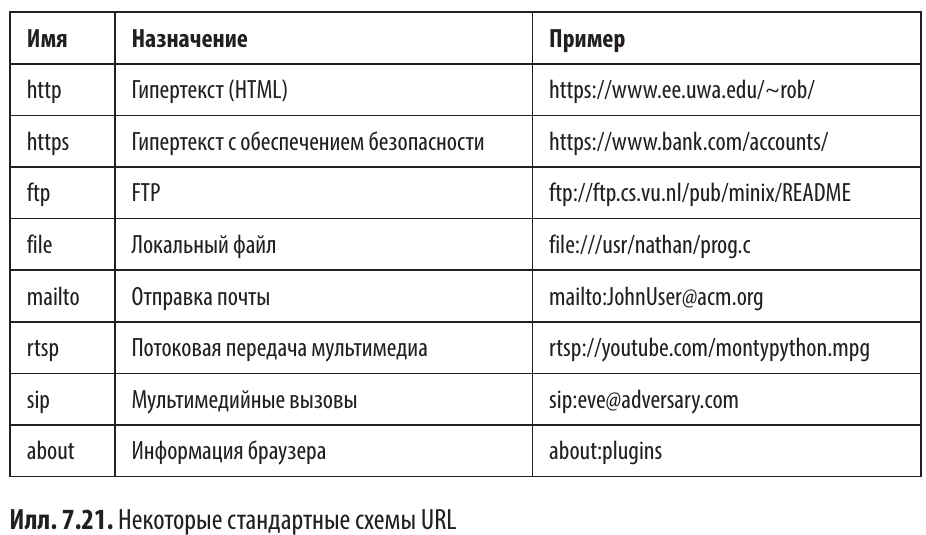 Имя Назначение Пример
http Гипертекст (HTML) https://www.ee.uwa.edu/~rob/
https Гипертекст с обеспечением безопасности https://www.bank.com/accounts/
ftp FTP ftp://ftp.cs.vu.nl/pub/minix/README
file Локальный файл file:///usr/nathan/prog.c
mailto Отправка почты mailto:JohnUser@acm.org
rtsp Потоковая передача мультимедиа rtsp://youtube.com/montypython.mpg
sip Мультимедийные вызовы sip:eve@adversary.com
about Информация браузера about:plugins
Илл. 7.21. Некоторые стандартные схемы URL